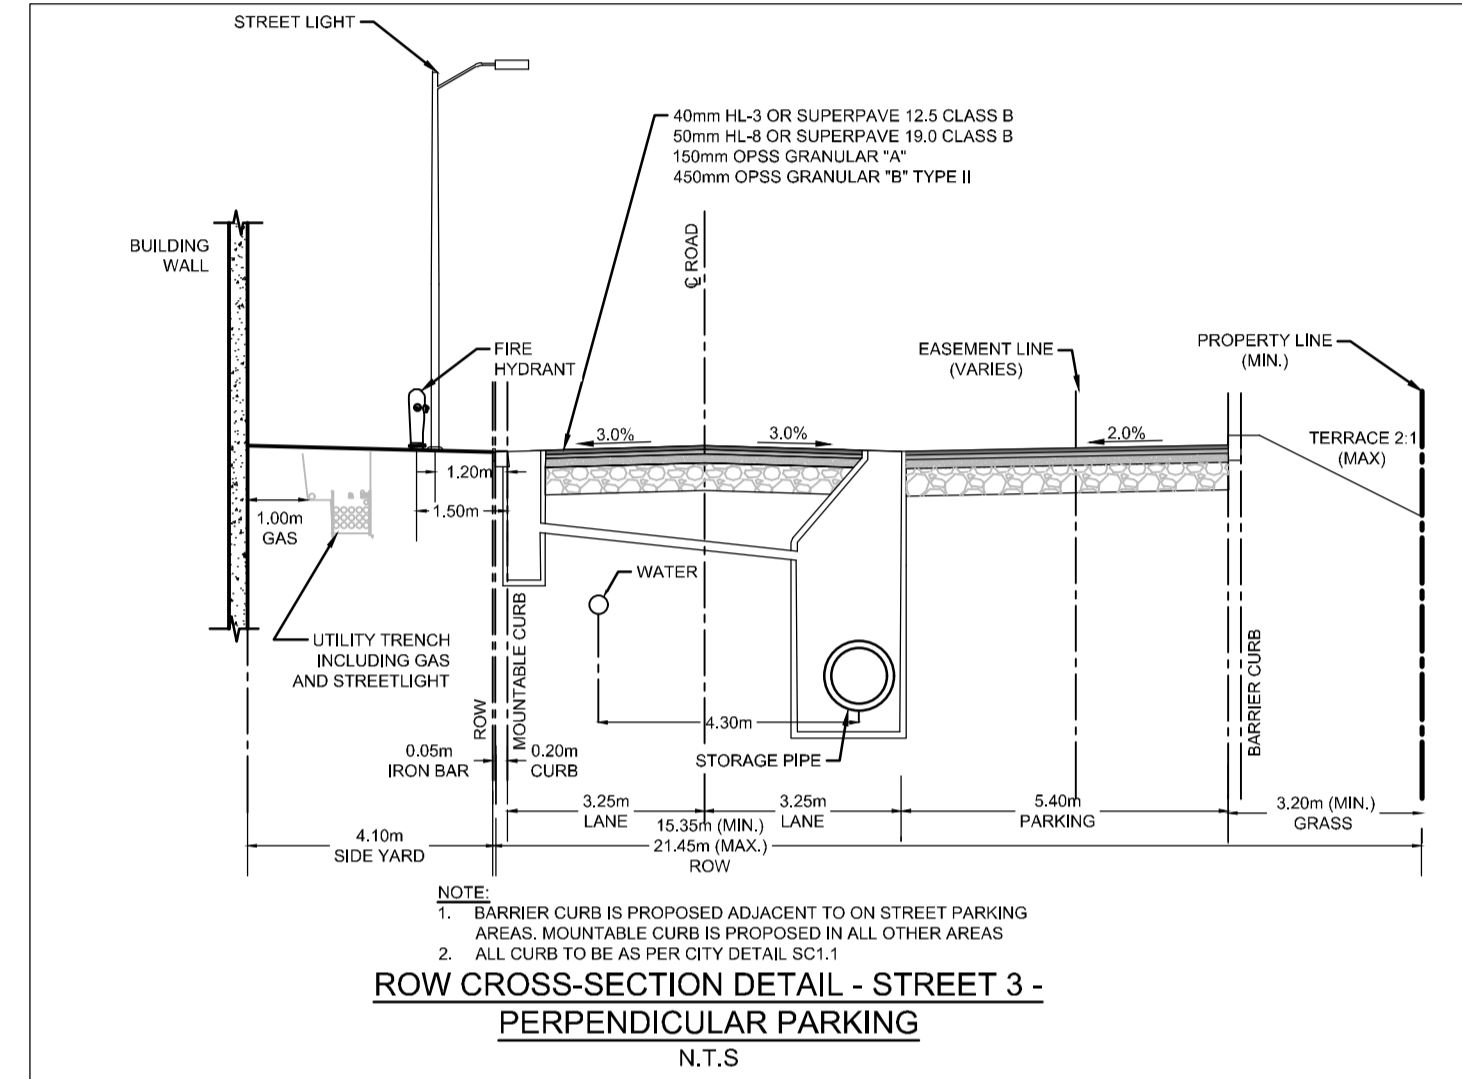 STREET LIGHT
40mm HL-3 OR SUPERPAVE 12.5 CLASS B
50mm HL-8 OR SUPERPAVE 19.0 CLASS B
150mm OPSS GRANULAR "A"
450mm OPSS GRANULAR "B" TYPE II
BUILDING
WALL
℄ ROAD
FIRE
HYDRANT
EASEMENT LINE
(VARIES)
PROPERTY LINE
(MIN.)
3.0%
3.0%
2.0%
TERRACE 2:1
(MAX)
1.20m
1.50m
1.00m
GAS
WATER
UTILITY TRENCH
INCLUDING GAS
AND STREETLIGHT
ROW
MOUNTABLE CURB
BARRIER CURB
4.30m
STORAGE PIPE
0.05m
IRON BAR
0.20m
CURB
3.25m
LANE
3.25m
LANE
5.40m
PARKING
3.20m (MIN.)
GRASS
4.10m
SIDE YARD
15.35m (MIN.)
21.45m (MAX.)
ROW
NOTE:
1. BARRIER CURB IS PROPOSED ADJACENT TO ON STREET PARKING
AREAS. MOUNTABLE CURB IS PROPOSED IN ALL OTHER AREAS
2. ALL CURB TO BE AS PER CITY DETAIL SC1.1
ROW CROSS-SECTION DETAIL - STREET 3 -
PERPENDICULAR PARKING
N.T.S